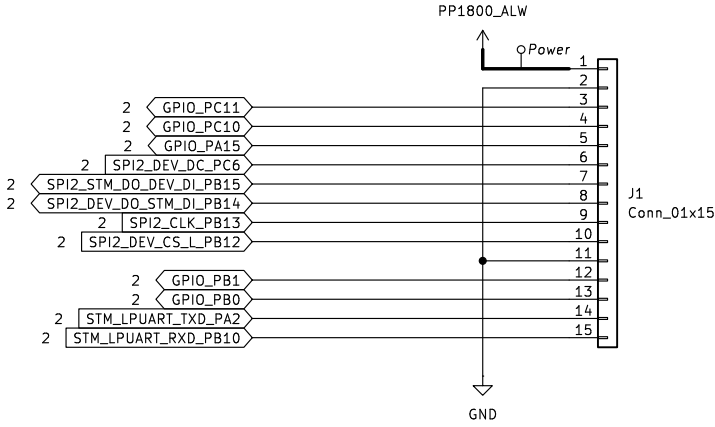 PP1800_ALW
Power
1
2
2 GPIO_PC11 3
2 GPIO_PC10 4
2 GPIO_PA15 5
2 SPI2_DEV_DC_PC6 6
2 SPI2_STM_DO_DEV_DI_PB15 7
2 SPI2_DEV_DO_STM_DI_PB14 8
J1
2 SPI2_CLK_PB13 9
Conn_01x15
2 SPI2_DEV_CS_L_PB12 10
11
2 GPIO_PB1 12
2 GPIO_PB0 13
2 STM_LPUART_TXD_PA2 14
2 STM_LPUART_RXD_PB10 15
GND